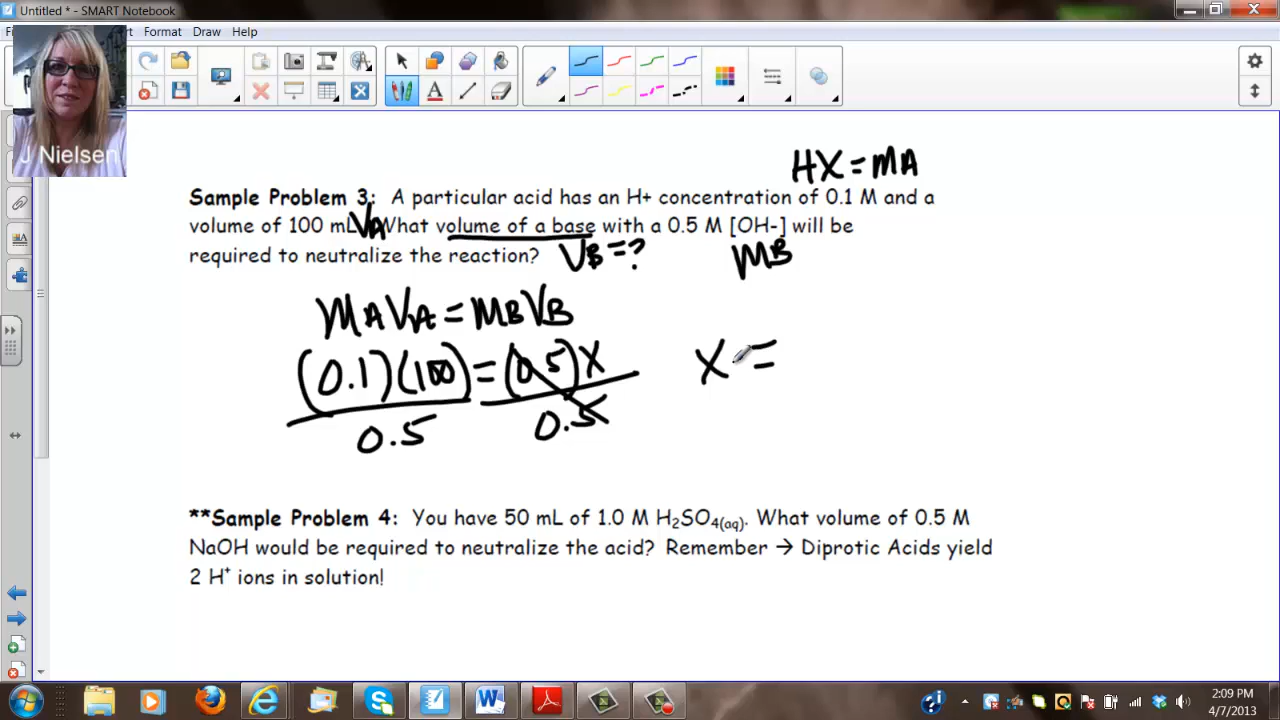 Untitled * - SMART Notebook
Format Draw Help
J Nielsen
HX = MA
Sample Problem 3: A particular acid has an H+ concentration of 0.1 M and a
volume of 100 mL VA What volume of a base with a 0.5 M [OH-] will be
required to neutralize the reaction? VB = ? MB
MAVA = MBVB
(0.1)(100) = (0.5)X X =
0.5 0.5
**Sample Problem 4: You have 50 mL of 1.0 M H₂SO₄(aq). What volume of 0.5 M
NaOH would be required to neutralize the acid? Remember → Diprotic Acids yield
2 H⁺ ions in solution!
2:09 PM
4/7/2013